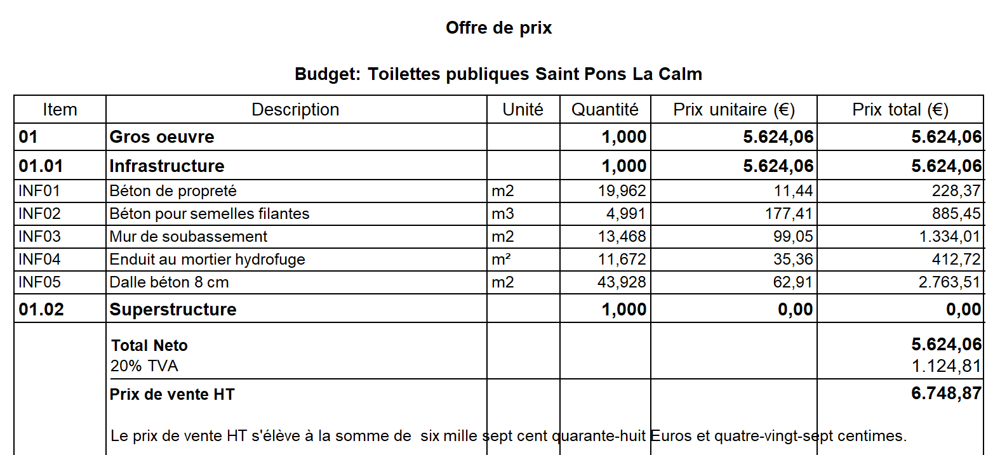 Offre de prix
Budget: Toilettes publiques Saint Pons La Calm
Item Description Unité Quantité Prix unitaire (€) Prix total (€)
01 Gros oeuvre 1,000 5.624,06 5.624,06
01.01 Infrastructure 1,000 5.624,06 5.624,06
INF01 Béton de propreté m2 19,962 11,44 228,37
INF02 Béton pour semelles filantes m3 4,991 177,41 885,45
INF03 Mur de soubassement m2 13,468 99,05 1.334,01
INF04 Enduit au mortier hydrofuge m² 11,672 35,36 412,72
INF05 Dalle béton 8 cm m2 43,928 62,91 2.763,51
01.02 Superstructure 1,000 0,00 0,00
Total Neto 5.624,06
20% TVA 1.124,81
Prix de vente HT 6.748,87
Le prix de vente HT s'élève à la somme de  six mille sept cent quarante-huit Euros et quatre-vingt-sept centimes.